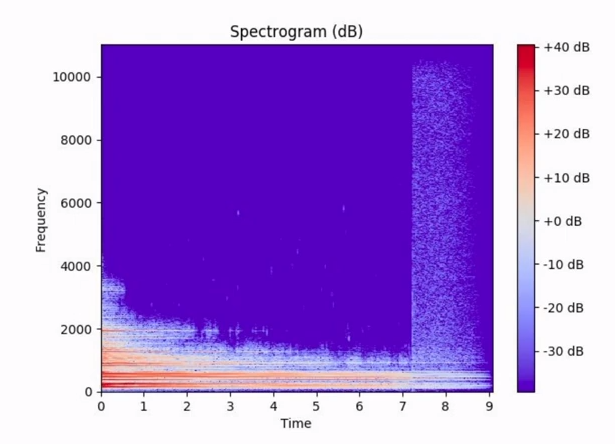 Spectrogram (dB)
+40 dB
10000
+30 dB
8000
+20 dB
+10 dB
6000
Frequency
+0 dB
4000
-10 dB
-20 dB
2000
-30 dB
0
0 1 2 3 4 5 6 7 8 9
Time